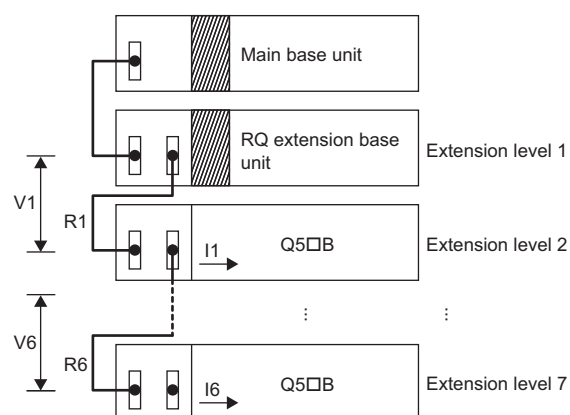 Main base unit
RQ extension base
unit
Extension level 1
V1
R1
I1
Q5□B
Extension level 2
V6
R6
I6
Q5□B
Extension level 7